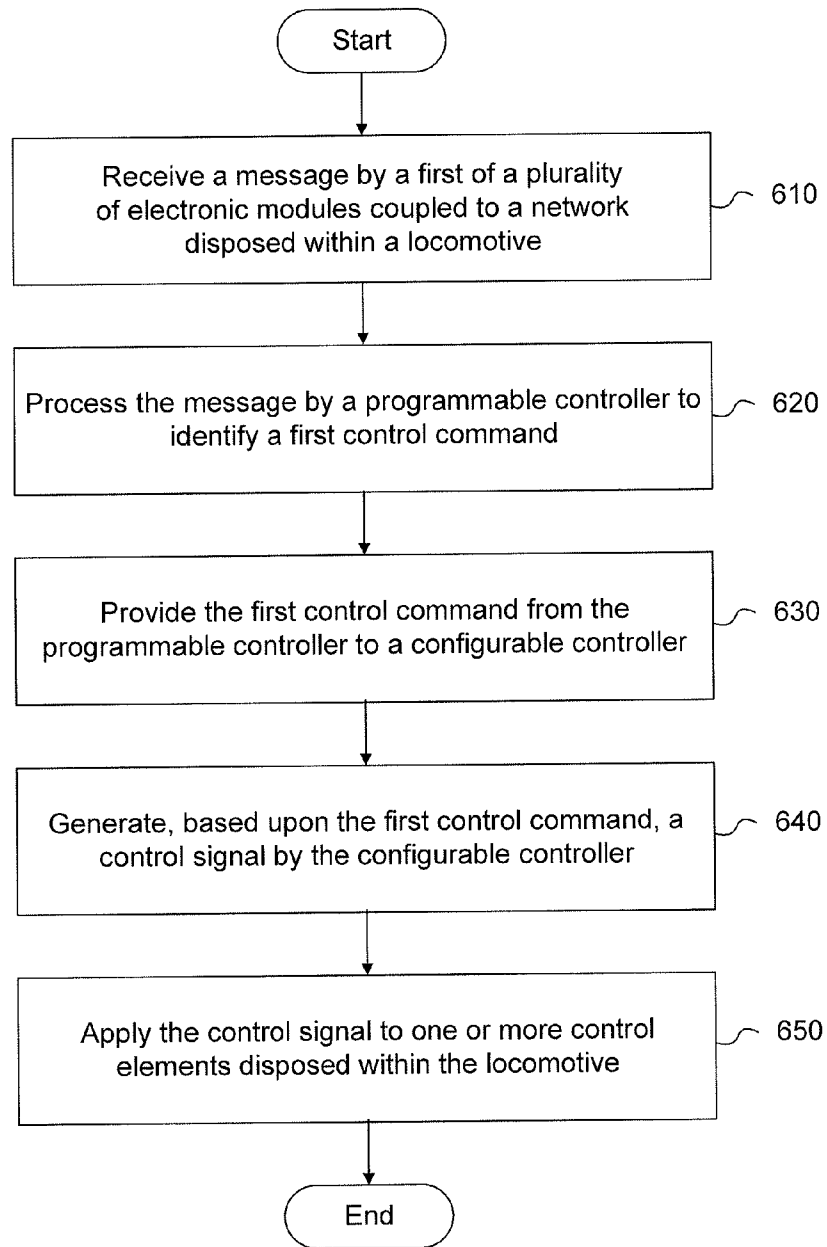 Start
Receive a message by a first of a plurality
of electronic modules coupled to a network
disposed within a locomotive
610
Process the message by a programmable controller to
identify a first control command
620
Provide the first control command from the
programmable controller to a configurable controller
630
Generate, based upon the first control command, a
control signal by the configurable controller
640
Apply the control signal to one or more control
elements disposed within the locomotive
650
End